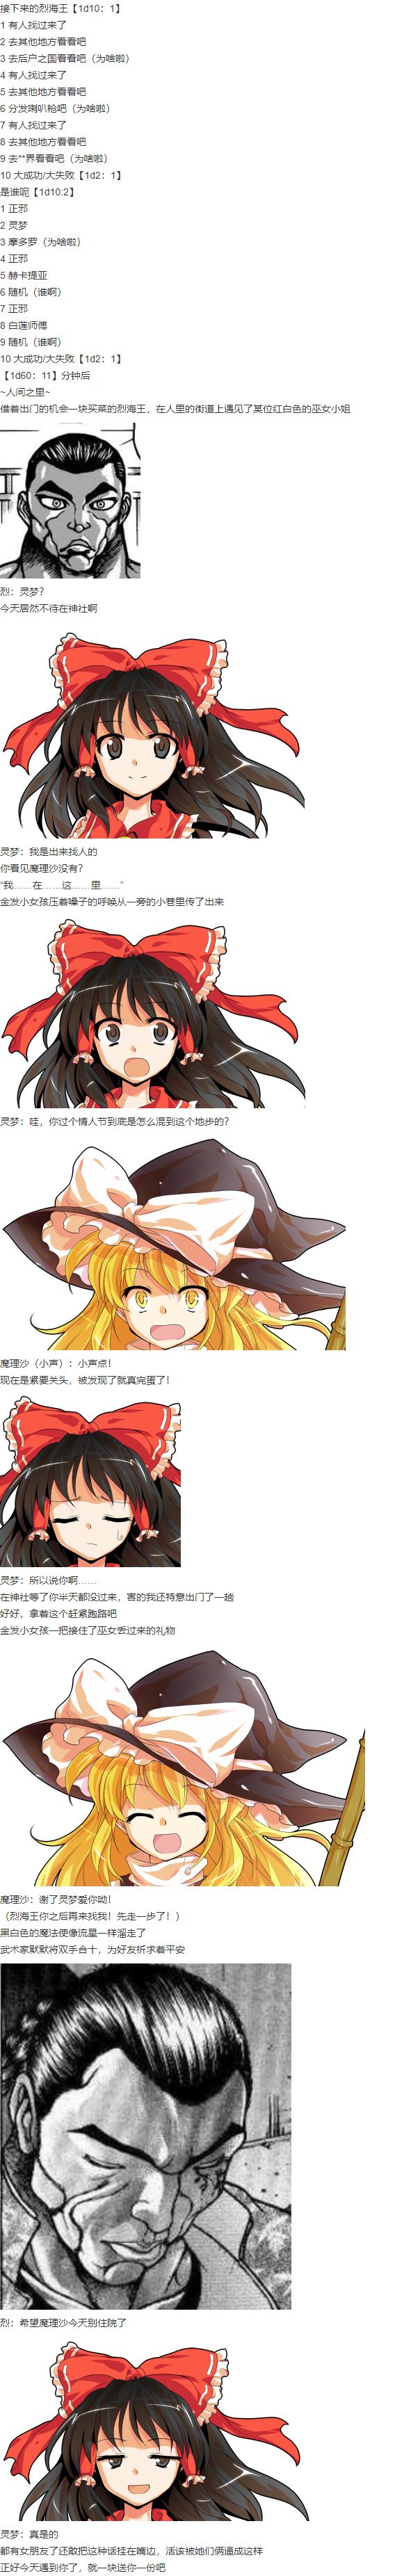 接下来的烈海王【1d10：1】
1 有人找过来了
2 去其他地方看看吧
3 去后户之国看看吧（为啥啦）
4 有人找过来了
5 去其他地方看看吧
6 分发喇叭枪吧（为啥啦）
7 有人找过来了
8 去其他地方看看吧
9 去**界看看吧（为啥啦）
10 大成功/大失败【1d2：1】
是谁呢【1d10:2】
1 正邪
2 灵梦
3 摩多罗（为啥啦）
4 正邪
5 赫卡提亚
6 随机（谁啊）
7 正邪
8 白莲师傅
9 随机（谁啊）
10 大成功/大失败【1d2：1】
【1d60：11】分钟后
~人间之里~
借着出门的机会一块买菜的烈海王，在人里的街道上遇见了某位红白色的巫女小姐
烈：灵梦？
今天居然不待在神社啊
灵梦：我是出来找人的
你看见魔理沙没有？
“我……在……这……里……”
金发小女孩压着嗓子的呼唤从一旁的小巷里传了出来
灵梦：哇，你过个情人节到底是怎么混到这个地步的？
魔理沙（小声）：小声点！
现在是紧要关头，被发现了就真完蛋了！
灵梦：所以说你啊……
在神社等了你半天都没过来，害的我还特意出门了一趟
好好，拿着这个赶紧跑路吧
金发小女孩一把接住了巫女丢过来的礼物
魔理沙：谢了灵梦爱你呦！
（烈海王你之后再来找我！先走一步了！）
黑白色的魔法使像流星一样溜走了
武术家默默将双手合十，为好友祈求着平安
烈：希望魔理沙今天别住院了
灵梦：真是的
都有女朋友了还敢把这种话挂在嘴边，活该被她们俩逼成这样
正好今天遇到你了，就一块送你一份吧